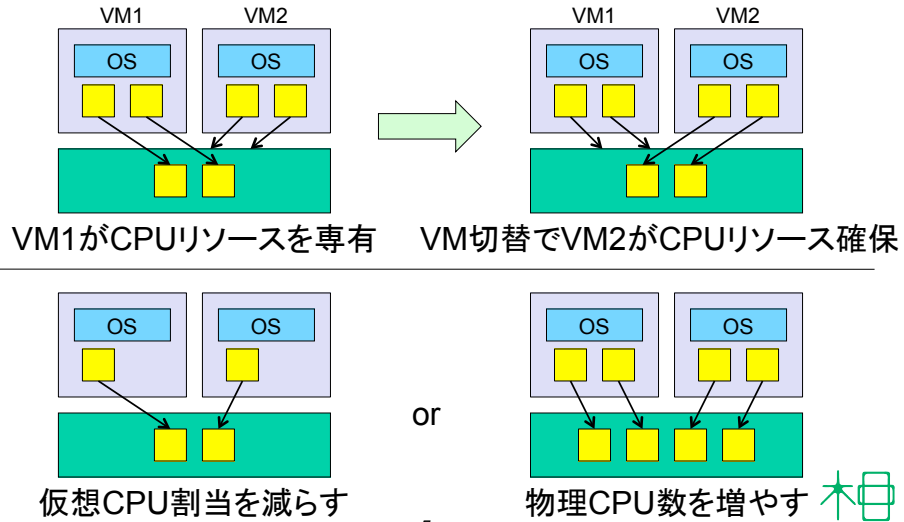 VM1 VM2 VM1 VM2
OS OS OS OS
VM1がCPUリソースを専有 VM切替でVM2がCPUリソース確保
OS OS OS OS
or
仮想CPU割当を減らす 物理CPU数を増やす